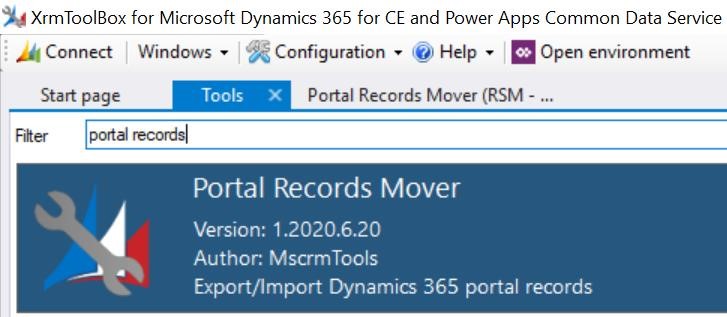 XrmToolBox for Microsoft Dynamics 365 for CE and Power Apps Common Data Service
Connect Windows Configuration Help Open environment
Start page Tools Portal Records Mover (RSM - ...
Filter portal records
Portal Records Mover
Version: 1.2020.6.20
Author: MscrmTools
Export/Import Dynamics 365 portal records